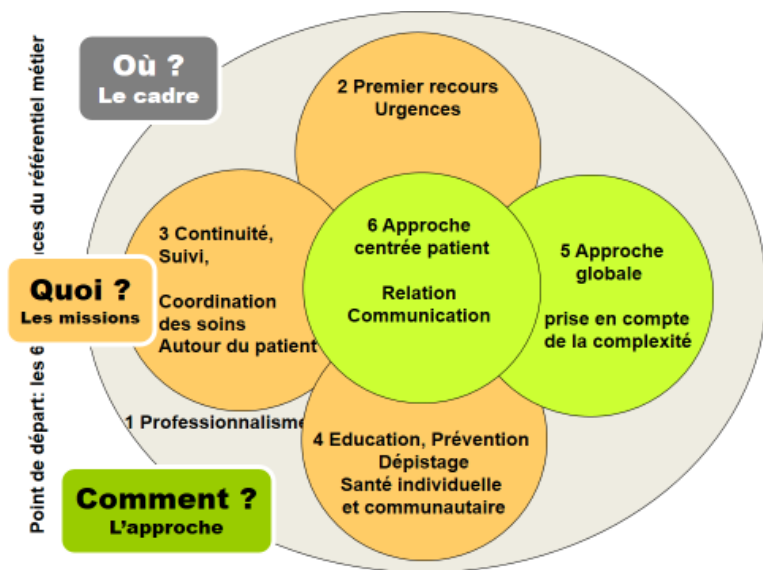 Point de départ: les 6
nces du référentiel métier
Où ?
Le cadre
2 Premier recours
Urgences
3 Continuité,
Suivi,
Coordination
des soins
Autour du patient
6 Approche
centrée patient
Relation
Communication
5 Approche
globale
prise en compte
de la complexité
Quoi ?
Les missions
1 Professionnalisme
4 Education, Prévention
Dépistage
Santé individuelle
et communautaire
Comment ?
L'approche